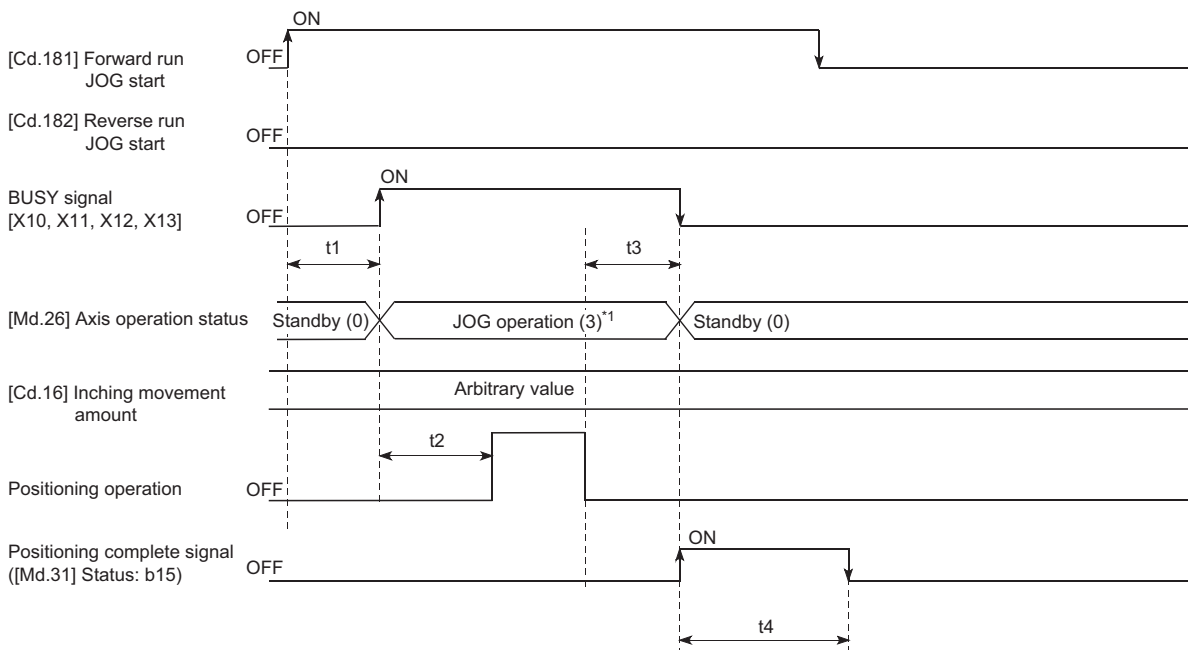 ON
[Cd.181] Forward run
JOG start
OFF
[Cd.182] Reverse run
JOG start
OFF
ON
BUSY signal
[X10, X11, X12, X13]
OFF
t1
t3
[Md.26] Axis operation status
Standby (0)
JOG operation (3)*1
Standby (0)
[Cd.16] Inching movement
amount
Arbitrary value
t2
Positioning operation
OFF
ON
Positioning complete signal
([Md.31] Status: b15)
OFF
t4